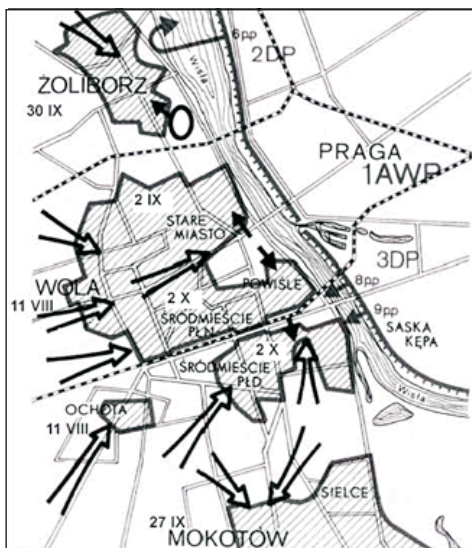 6pp
2DP
Wisła
ŻOLIBORZ
30 IX
PRAGA
1AWP
2 IX
STARE
MIASTO
3DP
WOLA
11 VIII
POWIŚLE
8pp
2 X
ŚRÓDMIEŚCIE
PŁN
9pp
SASKA
KĘPA
2 X
ŚRÓDMIEŚCIE
PŁD
Wisła
OCHOTA
11 VIII
SIELCE
27 IX
MOKOTÓW